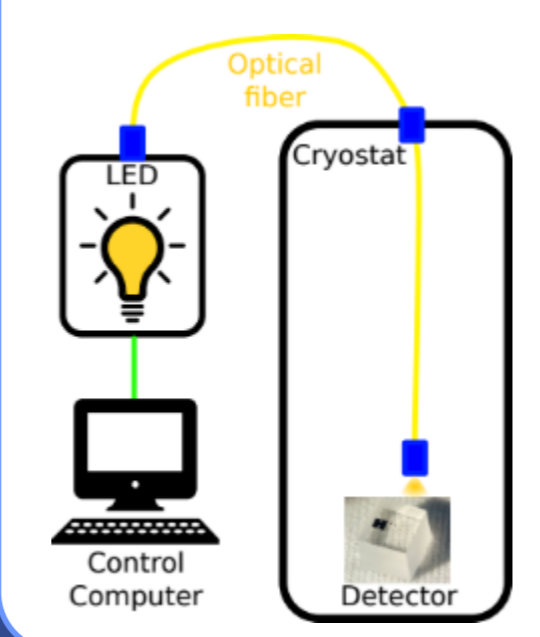 Optical
fiber
Cryostat
LED
Control
Computer
Detector